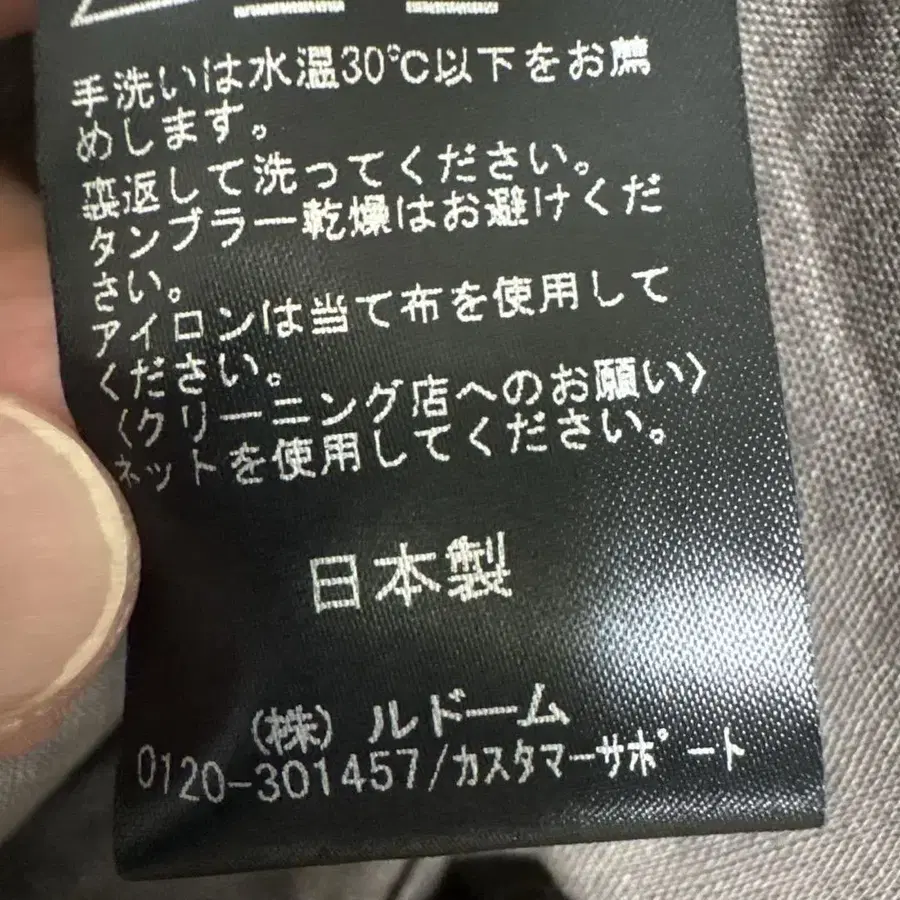 手洗いは水温30℃以下をお薦
めします。
裏返して洗ってください。
タンブラー乾燥はお避けくだ
さい。
アイロンは当て布を使用して
ください。
〈クリーニング店へのお願い〉
ネットを使用してください。
日本製
(株) ルドーム
0120-301457/カスタマーサポート